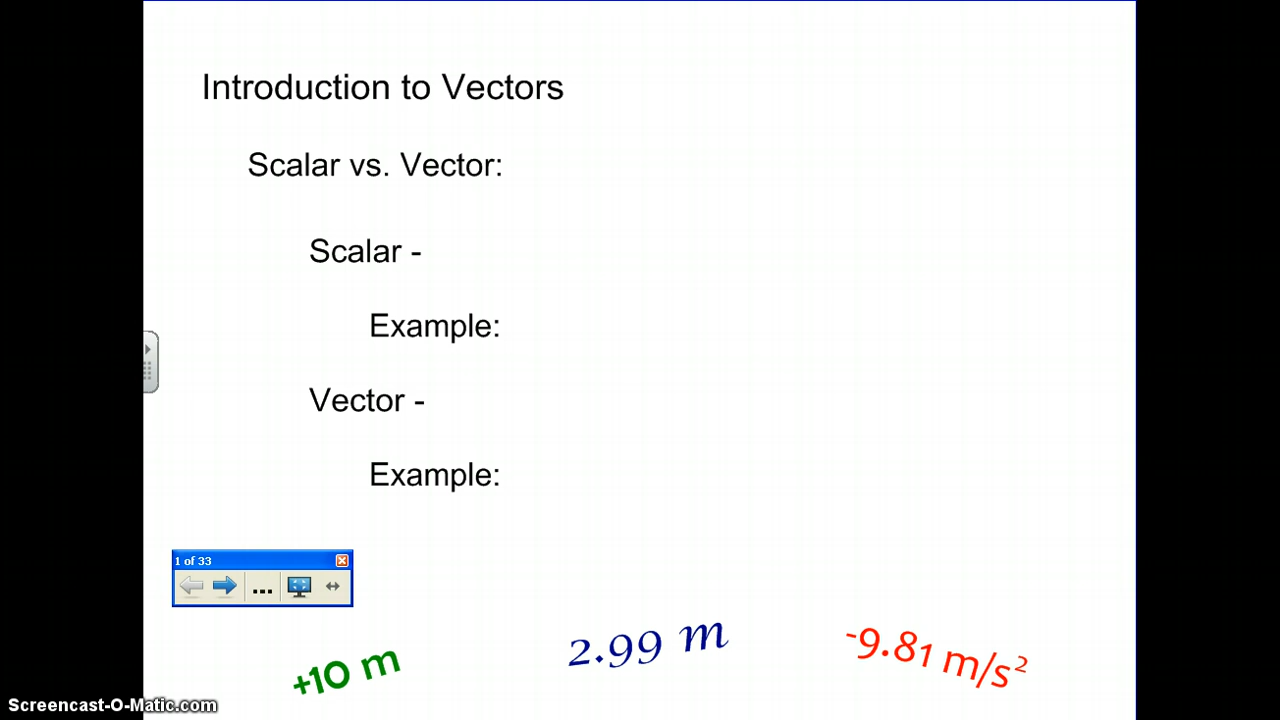 Introduction to Vectors
Scalar vs. Vector:
Scalar -
Example:
Vector -
Example:
1 of 33
...
+10 m
2.99 m
-9.81 m/s²
Screencast-O-Matic.com